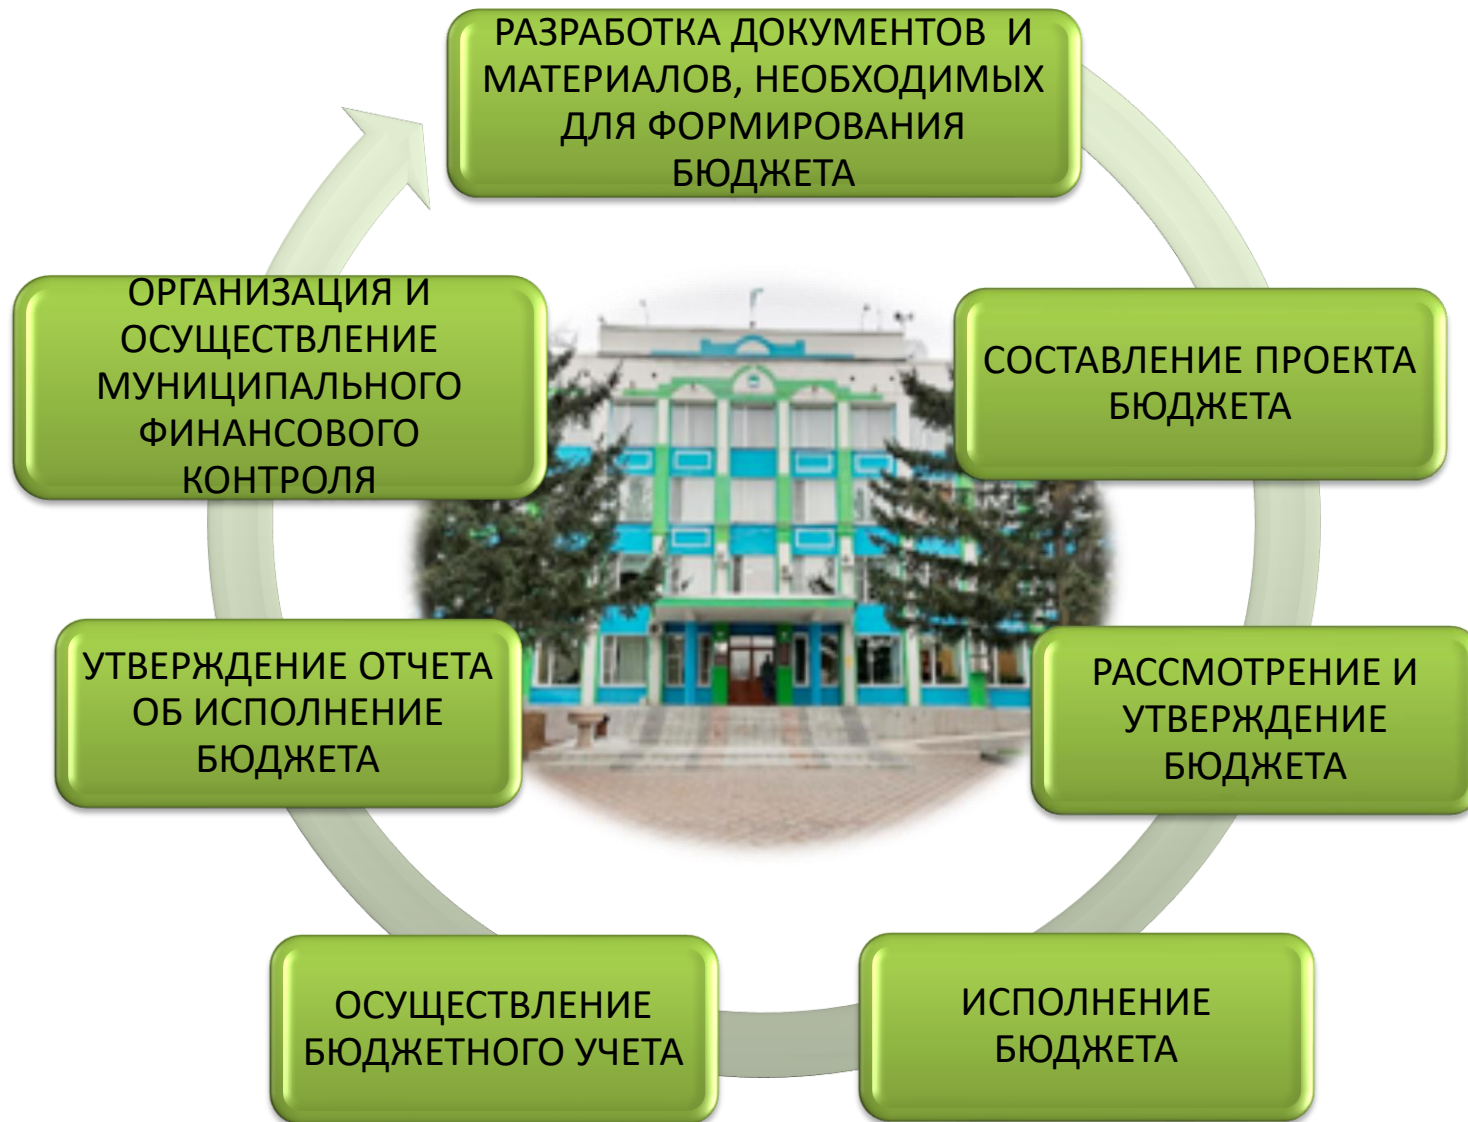 РАЗРАБОТКА ДОКУМЕНТОВ И
МАТЕРИАЛОВ, НЕОБХОДИМЫХ
ДЛЯ ФОРМИРОВАНИЯ
БЮДЖЕТА
СОСТАВЛЕНИЕ ПРОЕКТА
БЮДЖЕТА
РАССМОТРЕНИЕ И
УТВЕРЖДЕНИЕ
БЮДЖЕТА
ИСПОЛНЕНИЕ
БЮДЖЕТА
ОСУЩЕСТВЛЕНИЕ
БЮДЖЕТНОГО УЧЕТА
УТВЕРЖДЕНИЕ ОТЧЕТА
ОБ ИСПОЛНЕНИЕ
БЮДЖЕТА
ОРГАНИЗАЦИЯ И
ОСУЩЕСТВЛЕНИЕ
МУНИЦИПАЛЬНОГО
ФИНАНСОВОГО
КОНТРОЛЯ